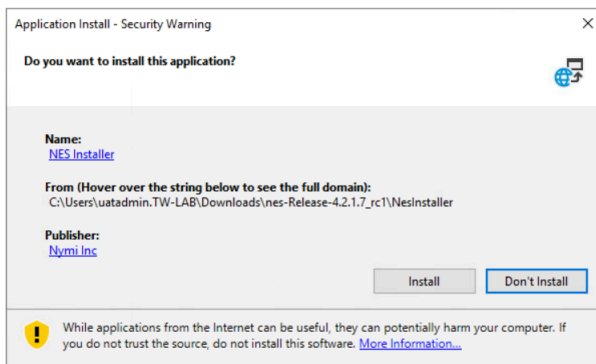 Application Install - Security Warning
Do you want to install this application?
Name:
NES Installer
From (Hover over the string below to see the full domain):
C:\Users\uatadmin.TW-LAB\Downloads\nes-Release-4.2.1.7_rc1\NesInstaller
Publisher:
Nymi Inc
Install
Don't Install
While applications from the Internet can be useful, they can potentially harm your computer. If
you do not trust the source, do not install this software. More Information...